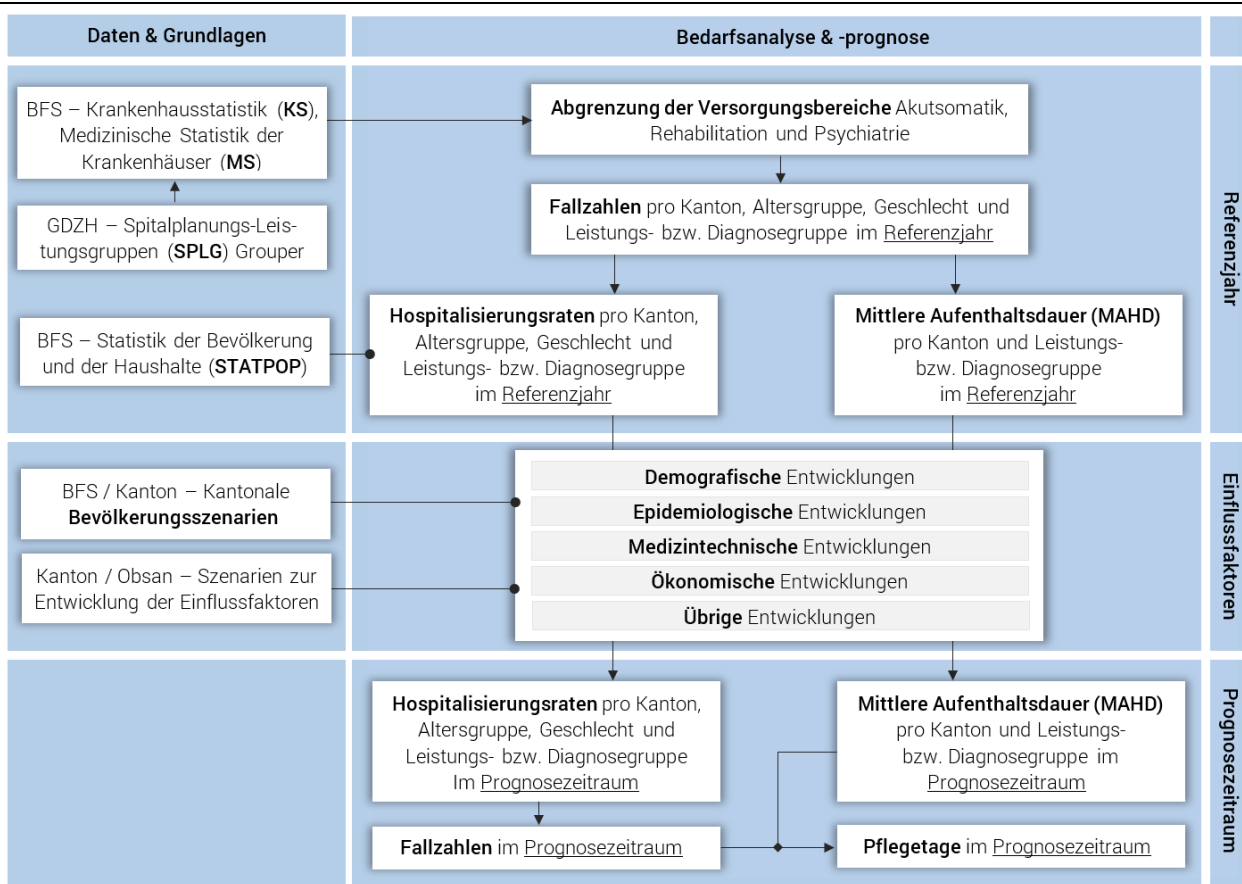 Daten & Grundlagen
Bedarfsanalyse & -prognose
BFS – Krankenhausstatistik (KS),
Medizinische Statistik der
Krankenhäuser (MS)
GDZH – Spitalplanungs-Leis-
tungsgruppen (SPLG) Grouper
BFS – Statistik der Bevölkerung
und der Haushalte (STATPOP)
Abgrenzung der Versorgungsbereiche Akutsomatik,
Rehabilitation und Psychiatrie
Fallzahlen pro Kanton, Altersgruppe, Geschlecht und
Leistungs- bzw. Diagnosegruppe im Referenzjahr
Hospitalisierungsraten pro Kanton,
Altersgruppe, Geschlecht und
Leistungs- bzw. Diagnosegruppe
im Referenzjahr
Mittlere Aufenthaltsdauer (MAHD)
pro Kanton und Leistungs-
bzw. Diagnosegruppe
im Referenzjahr
Referenzjahr
BFS / Kanton – Kantonale
Bevölkerungsszenarien
Kanton / Obsan – Szenarien zur
Entwicklung der Einflussfaktoren
Demografische Entwicklungen
Epidemiologische Entwicklungen
Medizintechnische Entwicklungen
Ökonomische Entwicklungen
Übrige Entwicklungen
Einflussfaktoren
Hospitalisierungsraten pro Kanton,
Altersgruppe, Geschlecht und
Leistungs- bzw. Diagnosegruppe
Im Prognosezeitraum
Mittlere Aufenthaltsdauer (MAHD)
pro Kanton und Leistungs-
bzw. Diagnosegruppe im
Prognosezeitraum
Fallzahlen im Prognosezeitraum
Pflegetage im Prognosezeitraum
Prognosezeitraum